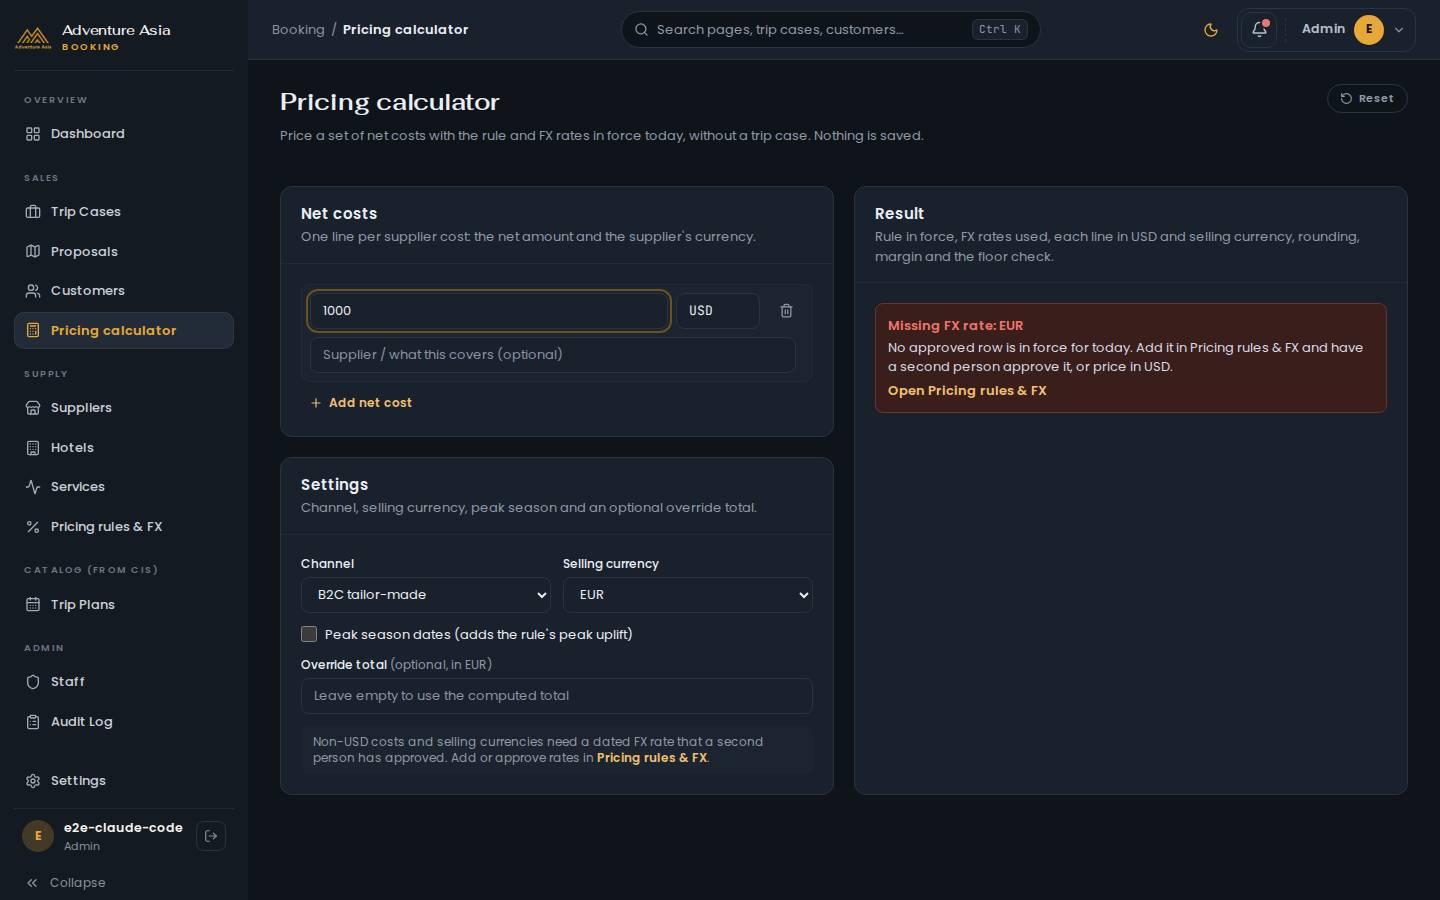 Adventure Asia
Adventure Asia
BOOKING
OVERVIEW
Dashboard
SALES
Trip Cases
Proposals
Customers
Pricing calculator
SUPPLY
Suppliers
Hotels
Services
Pricing rules & FX
CATALOG (FROM CIS)
Trip Plans
ADMIN
Staff
Audit Log
Settings
E
e2e-claude-code
Admin
Collapse
Booking / Pricing calculator
Search pages, trip cases, customers…
Ctrl K
Admin
E
Pricing calculator
Reset
Price a set of net costs with the rule and FX rates in force today, without a trip case. Nothing is saved.
Net costs
One line per supplier cost: the net amount and the supplier's currency.
1000
USD
Supplier / what this covers (optional)
Add net cost
Settings
Channel, selling currency, peak season and an optional override total.
Channel
Selling currency
B2C tailor-made
EUR
Peak season dates (adds the rule's peak uplift)
Override total (optional, in EUR)
Leave empty to use the computed total
Non-USD costs and selling currencies need a dated FX rate that a second
person has approved. Add or approve rates in Pricing rules & FX.
Result
Rule in force, FX rates used, each line in USD and selling currency, rounding,
margin and the floor check.
Missing FX rate: EUR
No approved row is in force for today. Add it in Pricing rules & FX and have
a second person approve it, or price in USD.
Open Pricing rules & FX